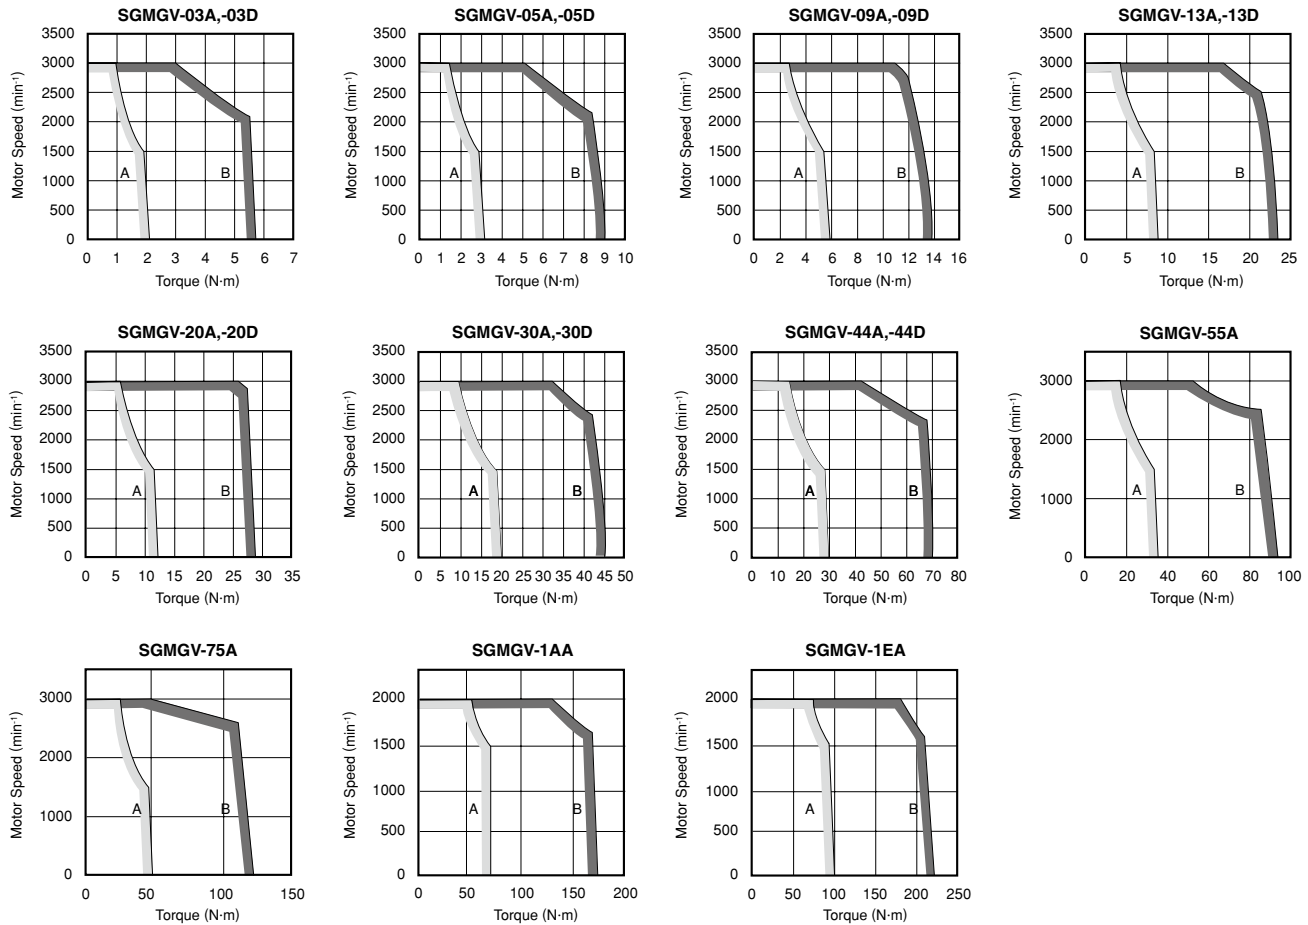 SGMGV-03A,-03D
Motor Speed (min⁻¹)
3500
3000
2500
2000
1500
1000
500
0
A
B
0 1 2 3 4 5 6 7
Torque (N·m)
SGMGV-05A,-05D
Motor Speed (min⁻¹)
3500
3000
2500
2000
1500
1000
500
0
A
B
0 1 2 3 4 5 6 7 8 9 10
Torque (N·m)
SGMGV-09A,-09D
Motor Speed (min⁻¹)
3500
3000
2500
2000
1500
1000
500
0
A
B
0 2 4 6 8 10 12 14 16
Torque (N·m)
SGMGV-13A,-13D
Motor Speed (min⁻¹)
3500
3000
2500
2000
1500
1000
500
0
A
B
0 5 10 15 20 25
Torque (N·m)
SGMGV-20A,-20D
Motor Speed (min⁻¹)
3500
3000
2500
2000
1500
1000
500
0
A
B
0 5 10 15 20 25 30 35
Torque (N·m)
SGMGV-30A,-30D
Motor Speed (min⁻¹)
3500
3000
2500
2000
1500
1000
500
0
A
B
0 5 10 15 20 25 30 35 40 45 50
Torque (N·m)
SGMGV-44A,-44D
Motor Speed (min⁻¹)
3500
3000
2500
2000
1500
1000
500
0
A
B
0 10 20 30 40 50 60 70 80
Torque (N·m)
SGMGV-55A
Motor Speed (min⁻¹)
3000
2000
1000
0
A
B
0 20 40 60 80 100
Torque (N·m)
SGMGV-75A
Motor Speed (min⁻¹)
3000
2000
1000
0
A
B
0 50 100 150
Torque (N·m)
SGMGV-1AA
Motor Speed (min⁻¹)
2000
1500
1000
500
0
A
B
0 50 100 150 200
Torque (N·m)
SGMGV-1EA
Motor Speed (min⁻¹)
2000
1500
1000
500
0
A
B
0 50 100 150 200 250
Torque (N·m)